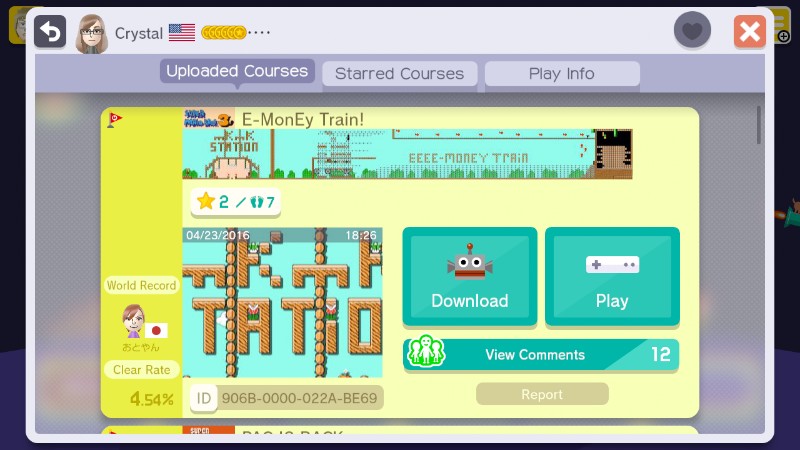 Crystal
Uploaded Courses
Starred Courses
Play Info
E-MonEy Train!
STATION
EEEE-MONEY TRAIN
2 / 7
04/23/2016
18:26
TATIO
World Record
おとやん
Clear Rate
4.54%
Download
Play
View Comments
12
ID
906B-0000-022A-BE69
Report